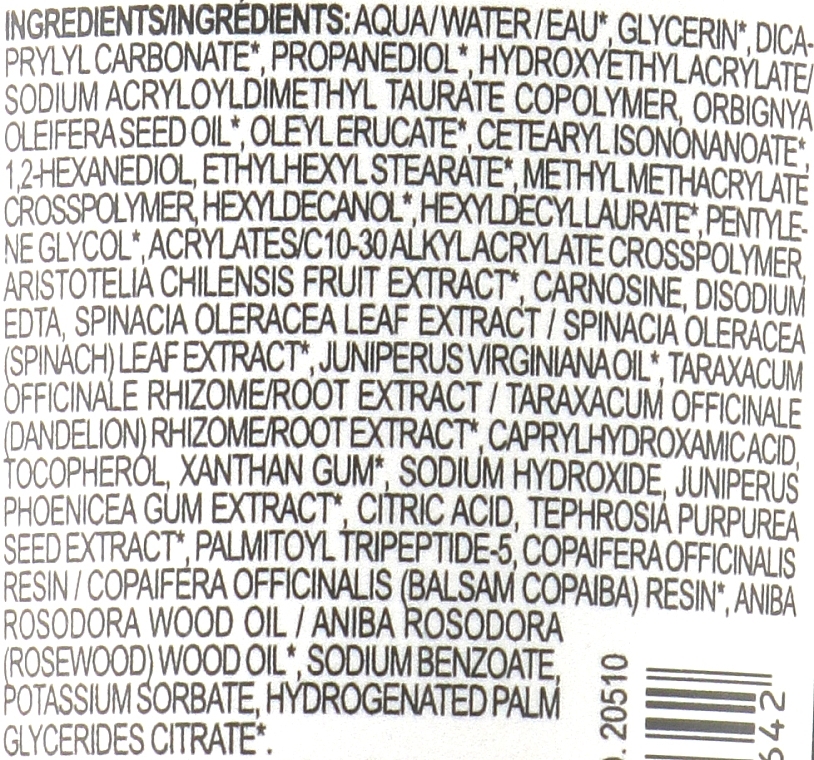 INGREDIENTS/INGRÉDIENTS: AQUA/WATER/EAU*, GLYCERIN*, DICA-
PRYLYL CARBONATE*, PROPANEDIOL*, HYDROXYETHYL ACRYLATE/
SODIUM ACRYLOYLDIMETHYL TAURATE COPOLYMER, ORBIGNYA
OLEIFERA SEED OIL*, OLEYL ERUCATE*, CETEARYL ISONONANOATE*,
1,2-HEXANEDIOL, ETHYLHEXYL STEARATE*, METHYL METHACRYLATE
CROSSPOLYMER, HEXYLDECANOL*, HEXYLDECYL LAURATE*, PENTYLE-
NE GLYCOL*, ACRYLATES/C10-30 ALKYL ACRYLATE CROSSPOLYMER,
ARISTOTELIA CHILENSIS FRUIT EXTRACT*, CARNOSINE, DISODIUM
EDTA, SPINACIA OLERACEA LEAF EXTRACT / SPINACIA OLERACEA
(SPINACH) LEAF EXTRACT*, JUNIPERUS VIRGINIANA OIL*, TARAXACUM
OFFICINALE RHIZOME/ROOT EXTRACT / TARAXACUM OFFICINALE
(DANDELION) RHIZOME/ROOT EXTRACT*, CAPRYLHYDROXAMIC ACID,
TOCOPHEROL, XANTHAN GUM*, SODIUM HYDROXIDE, JUNIPERUS
PHOENICEA GUM EXTRACT*, CITRIC ACID, TEPHROSIA PURPUREA
SEED EXTRACT*, PALMITOYL TRIPEPTIDE-5, COPAIFERA OFFICINALIS
RESIN / COPAIFERA OFFICINALIS (BALSAM COPAIBA) RESIN*, ANIBA
ROSODORA WOOD OIL / ANIBA ROSODORA
(ROSEWOOD) WOOD OIL*, SODIUM BENZOATE,
POTASSIUM SORBATE, HYDROGENATED PALM
GLYCERIDES CITRATE*.
20510
642